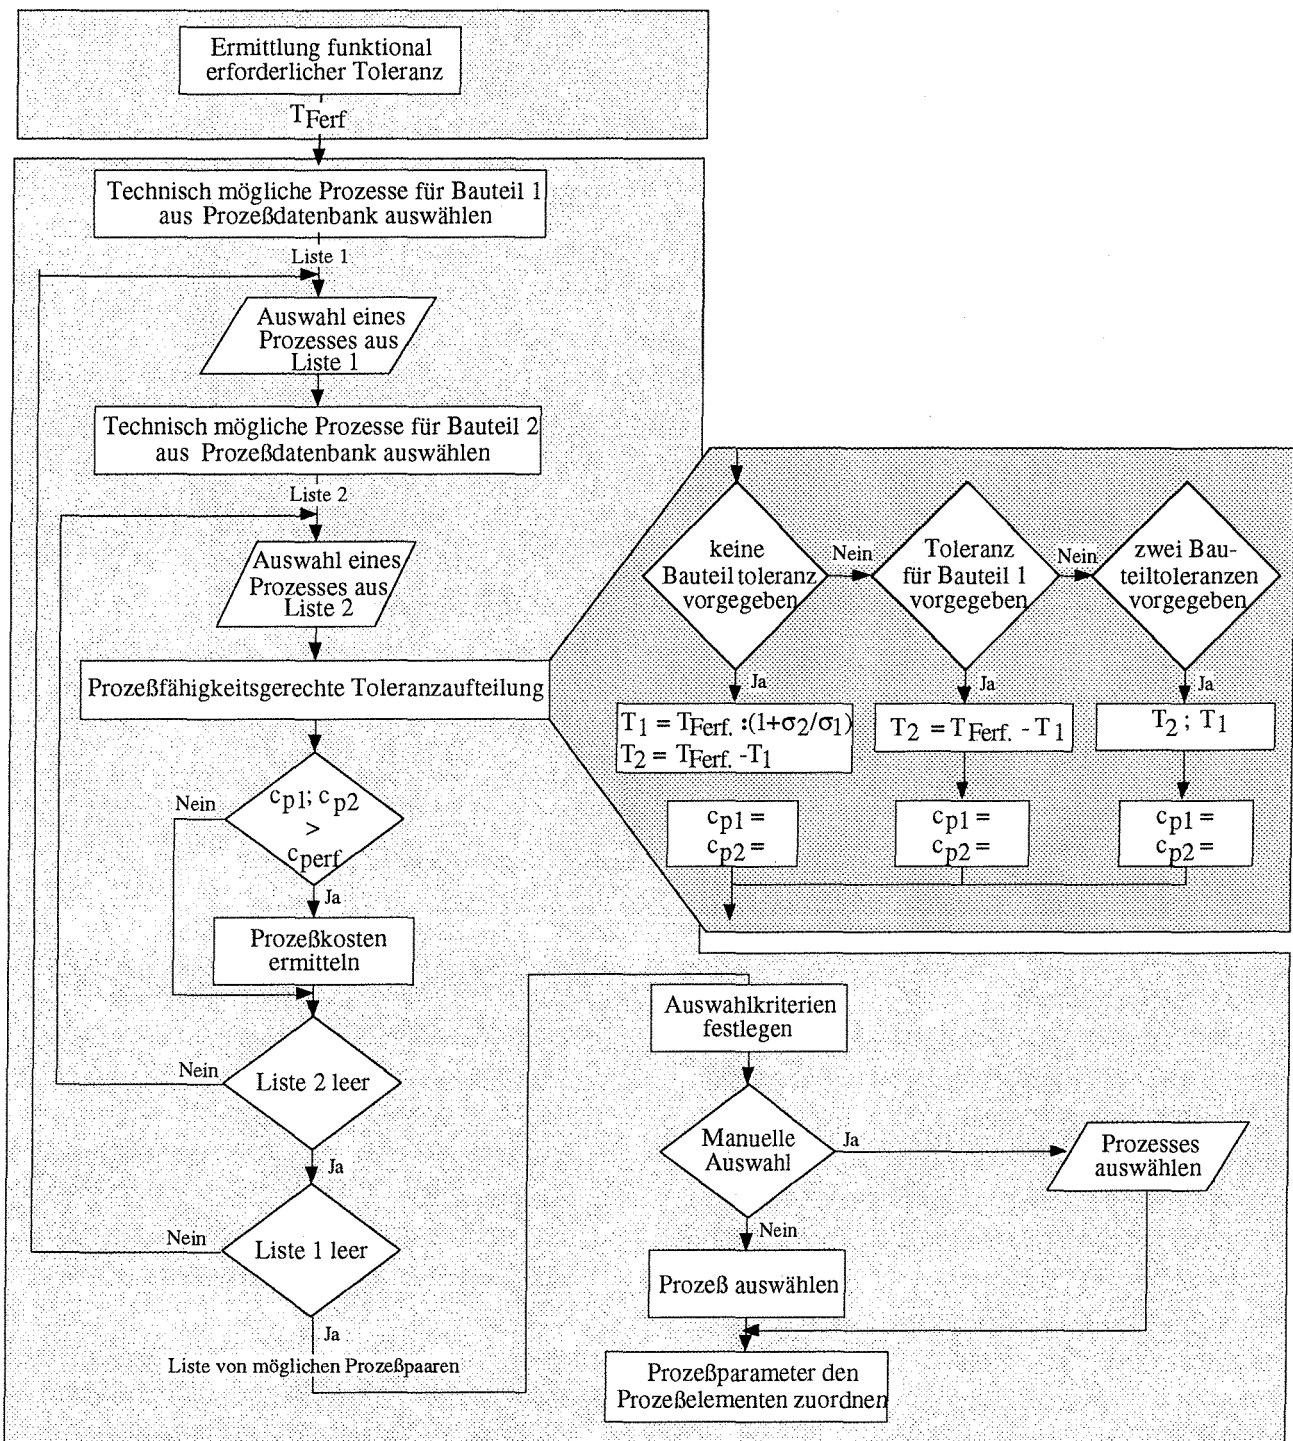 Ermittlung funktional
erforderlicher Toleranz
TFerf
Technisch mögliche Prozesse für Bauteil 1
aus Prozeßdatenbank auswählen
Liste 1
Auswahl eines
Prozesses aus
Liste 1
Technisch mögliche Prozesse für Bauteil 2
aus Prozeßdatenbank auswählen
Liste 2
Auswahl eines
Prozesses aus
Liste 2
Prozeßfähigkeitsgerechte Toleranzaufteilung
keine
Bauteil toleranz
vorgegeben
Nein
Toleranz
für Bauteil 1
vorgegeben
Nein
zwei Bau-
teiltoleranzen
vorgegeben
Ja
Ja
Ja
T1 = TFerf. :(1+σ2/σ1)
T2 = TFerf. -T1
T2 = TFerf. - T1
T2 ; T1
cp1 =
cp2 =
cp1 =
cp2 =
cp1 =
cp2 =
cp1; cp2
>
cperf
Nein
Ja
Prozeßkosten
ermitteln
Liste 2 leer
Nein
Ja
Liste 1 leer
Nein
Ja
Liste von möglichen Prozeßpaaren
Auswahlkriterien
festlegen
Manuelle
Auswahl
Ja
Prozesses
auswählen
Nein
Prozeß auswählen
Prozeßparameter den
Prozeßelementen zuordnen